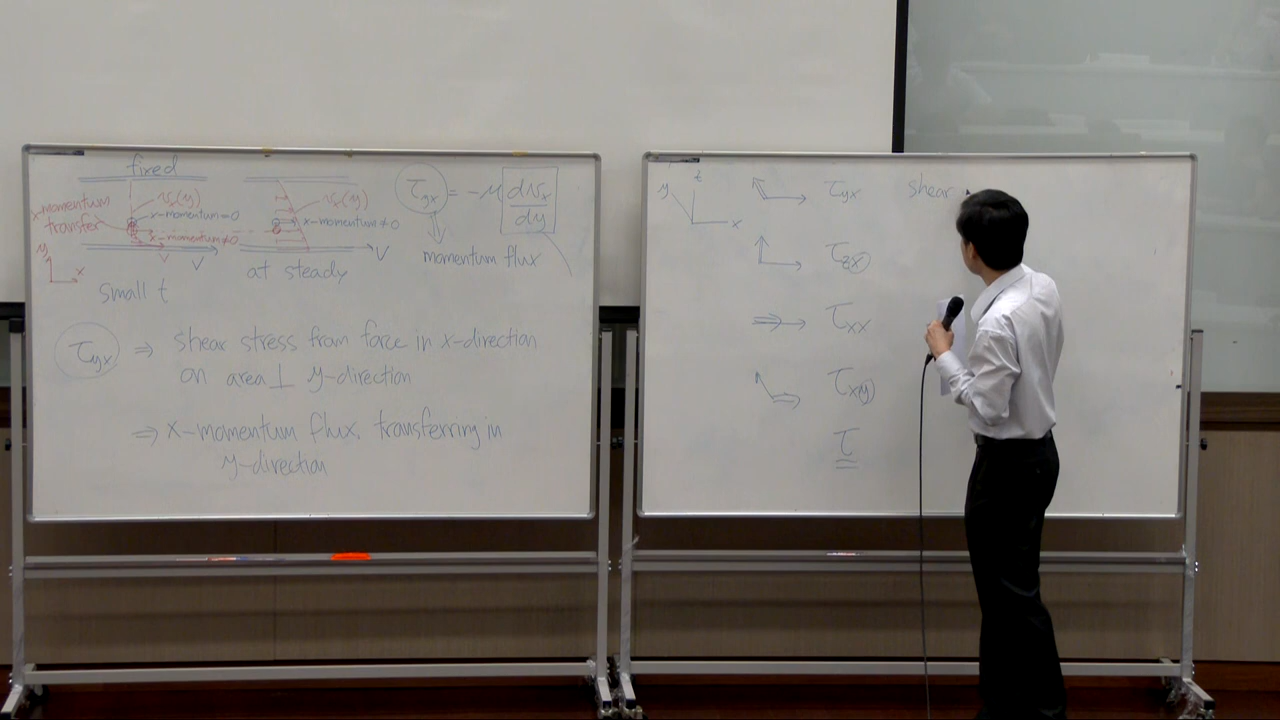 fixed
vx(y)
x-momentum
transfer
x-momentum=0
x-momentum≠0
y
x
V
V
small t
vx(y)
x-momentum≠0
V
at steady
τyx = -μ dvx/dy
momentum flux
τyx ⇒ shear stress from force in x-direction
on area ⊥ y-direction
⇒ x-momentum flux, transferring in
y-direction
y
z
x
τyx shear
τzx
τxx
τxy
τ